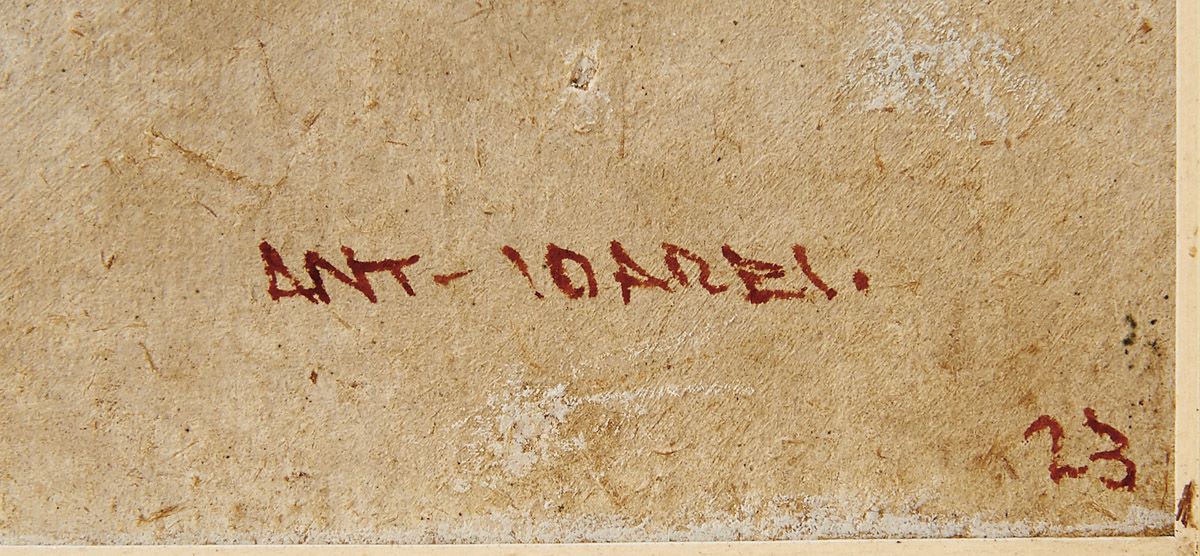 ANT- IOAREI.
23